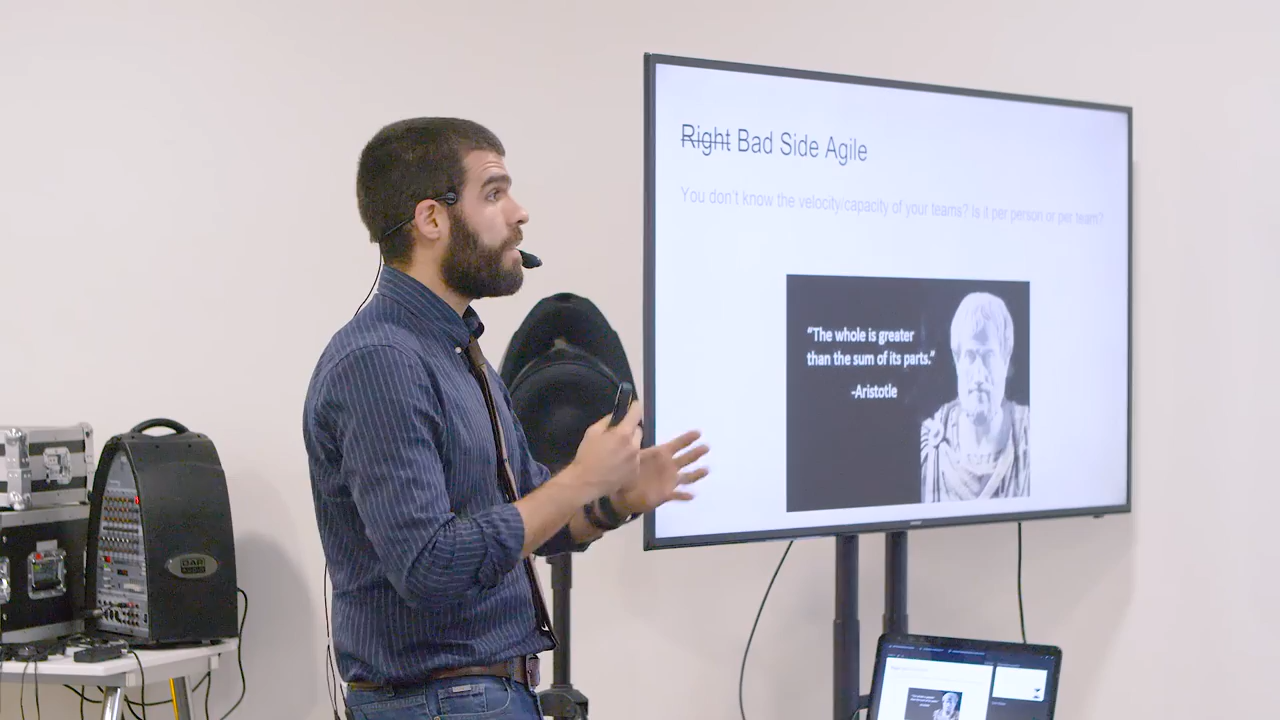 Right Bad Side Agile
You don't know the velocity/capacity of your teams? Is it per person or per team?
“The whole is greater
than the sum of its parts.”
-Aristotle
DAP